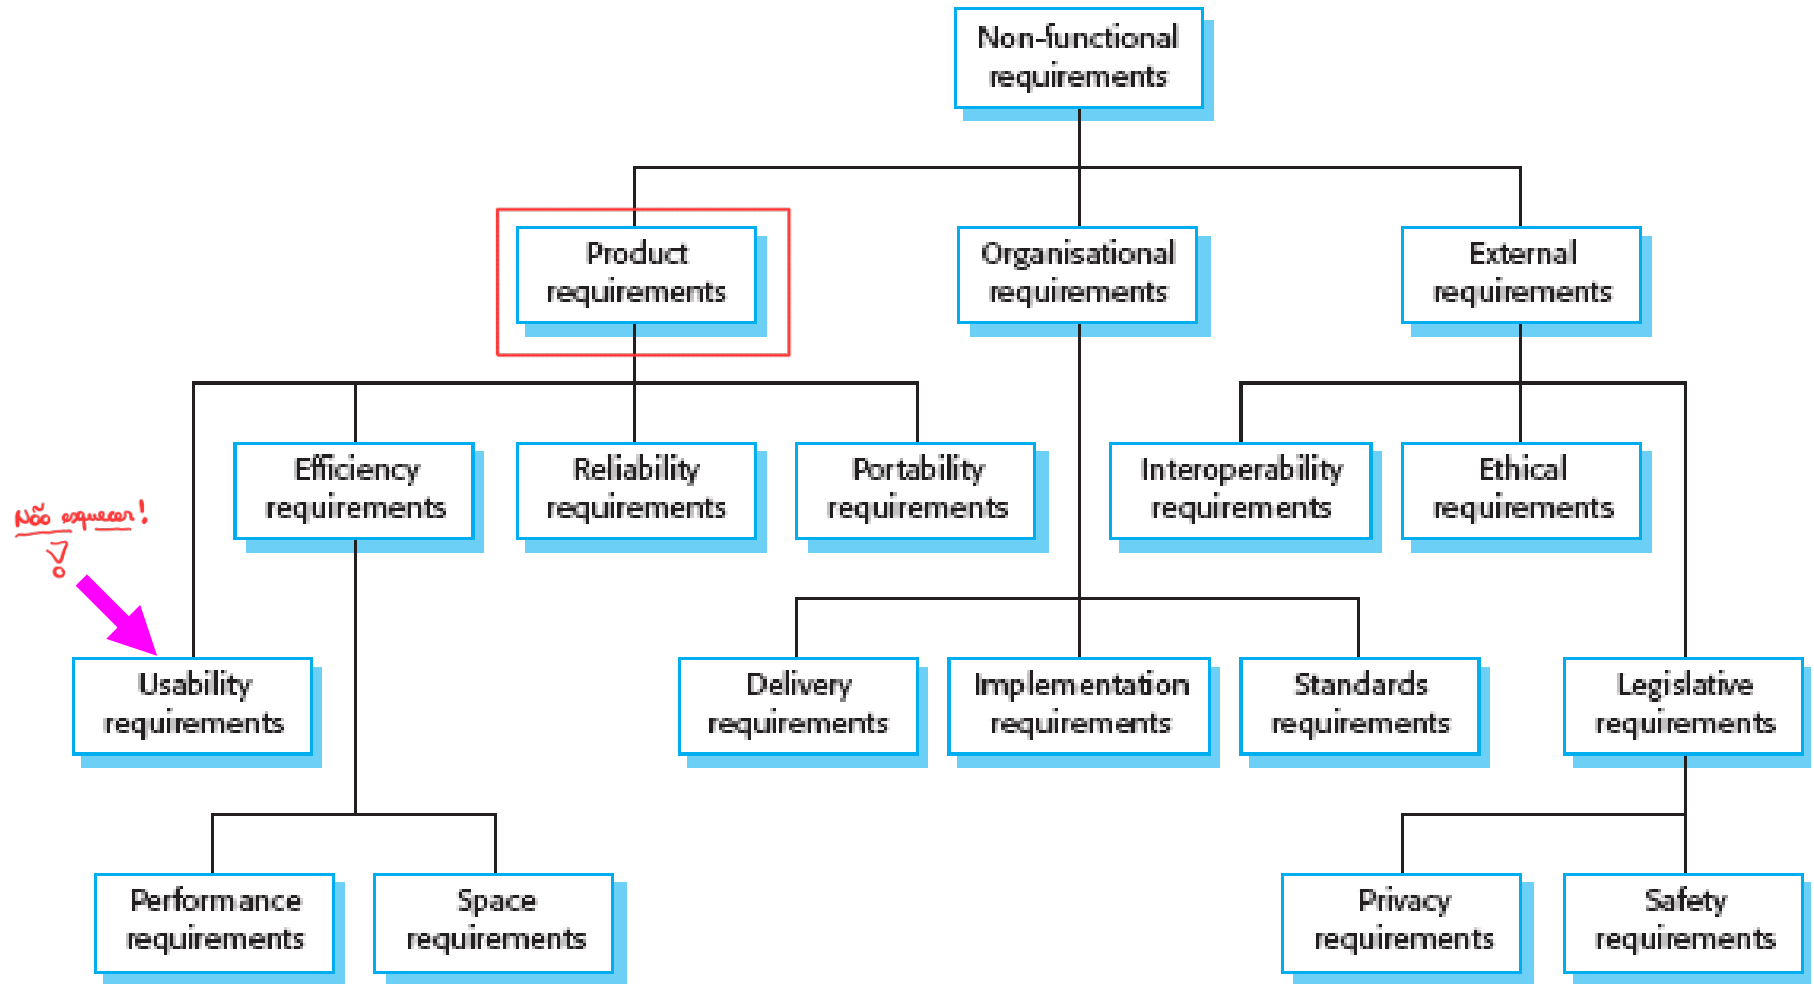 Non-functional
requirements
Product
requirements
Organisational
requirements
External
requirements
Efficiency
requirements
Reliability
requirements
Portability
requirements
Interoperability
requirements
Ethical
requirements
Não esquecer!
Usability
requirements
Delivery
requirements
Implementation
requirements
Standards
requirements
Legislative
requirements
Performance
requirements
Space
requirements
Privacy
requirements
Safety
requirements